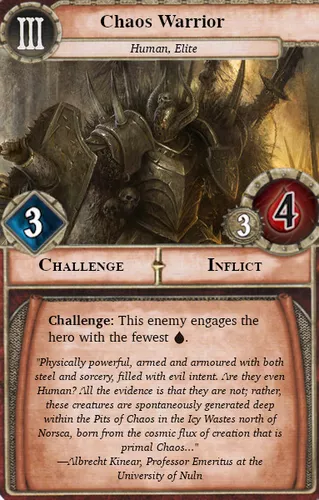 III
Chaos Warrior
Human, Elite
3
3
4
CHALLENGE
INFLICT
Challenge: This enemy engages the
hero with the fewest .
"Physically powerful, armed and armoured with both
steel and sorcery, filled with evil intent. Are they even
Human? All the evidence is that they are not; rather,
these creatures are spontaneously generated deep
within the Pits of Chaos in the Icy Wastes north of
Norsca, born from the cosmic flux of creation that is
primal Chaos..."
—Albrecht Kinear, Professor Emeritus at the
University of Nuln